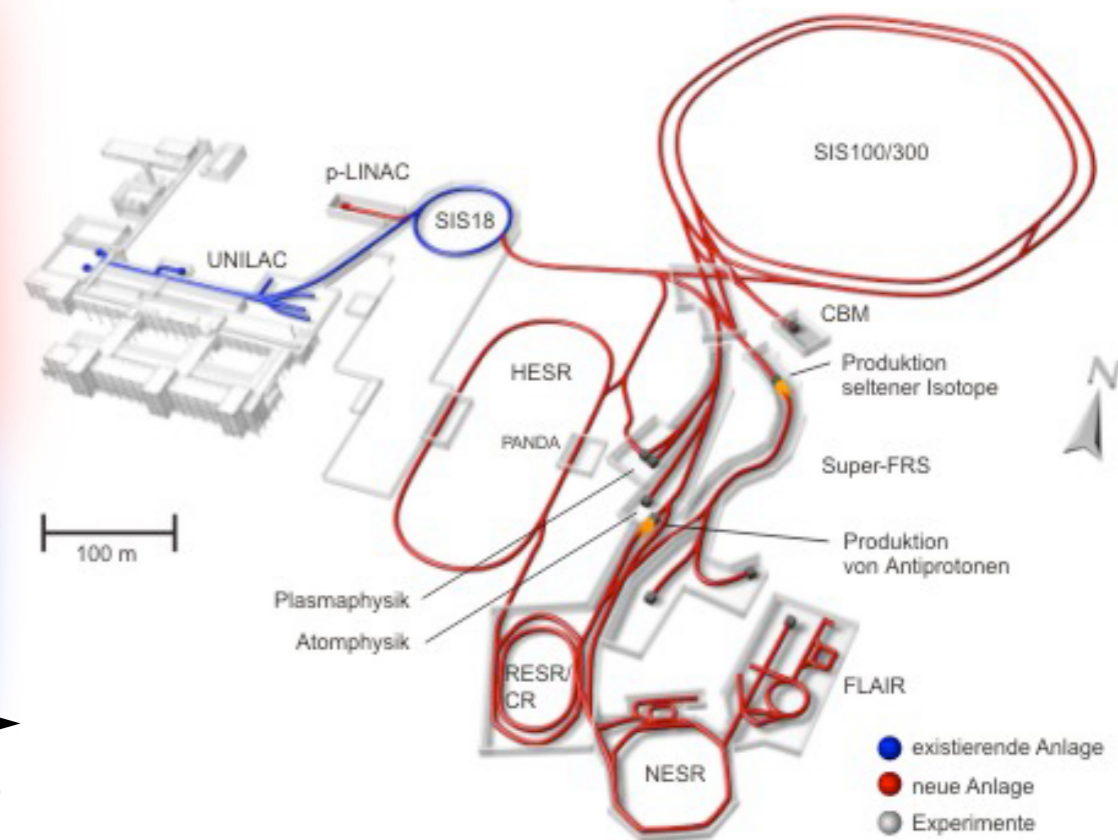 SIS100/300
p-LINAC
SIS18
UNILAC
CBM
HESR
Produktion
seltener Isotope
N
PANDA
Super-FRS
100 m
Produktion
von Antiprotonen
Plasmaphysik
Atomphysik
RESR/
CR
FLAIR
NESR
existierende Anlage
neue Anlage
Experimente